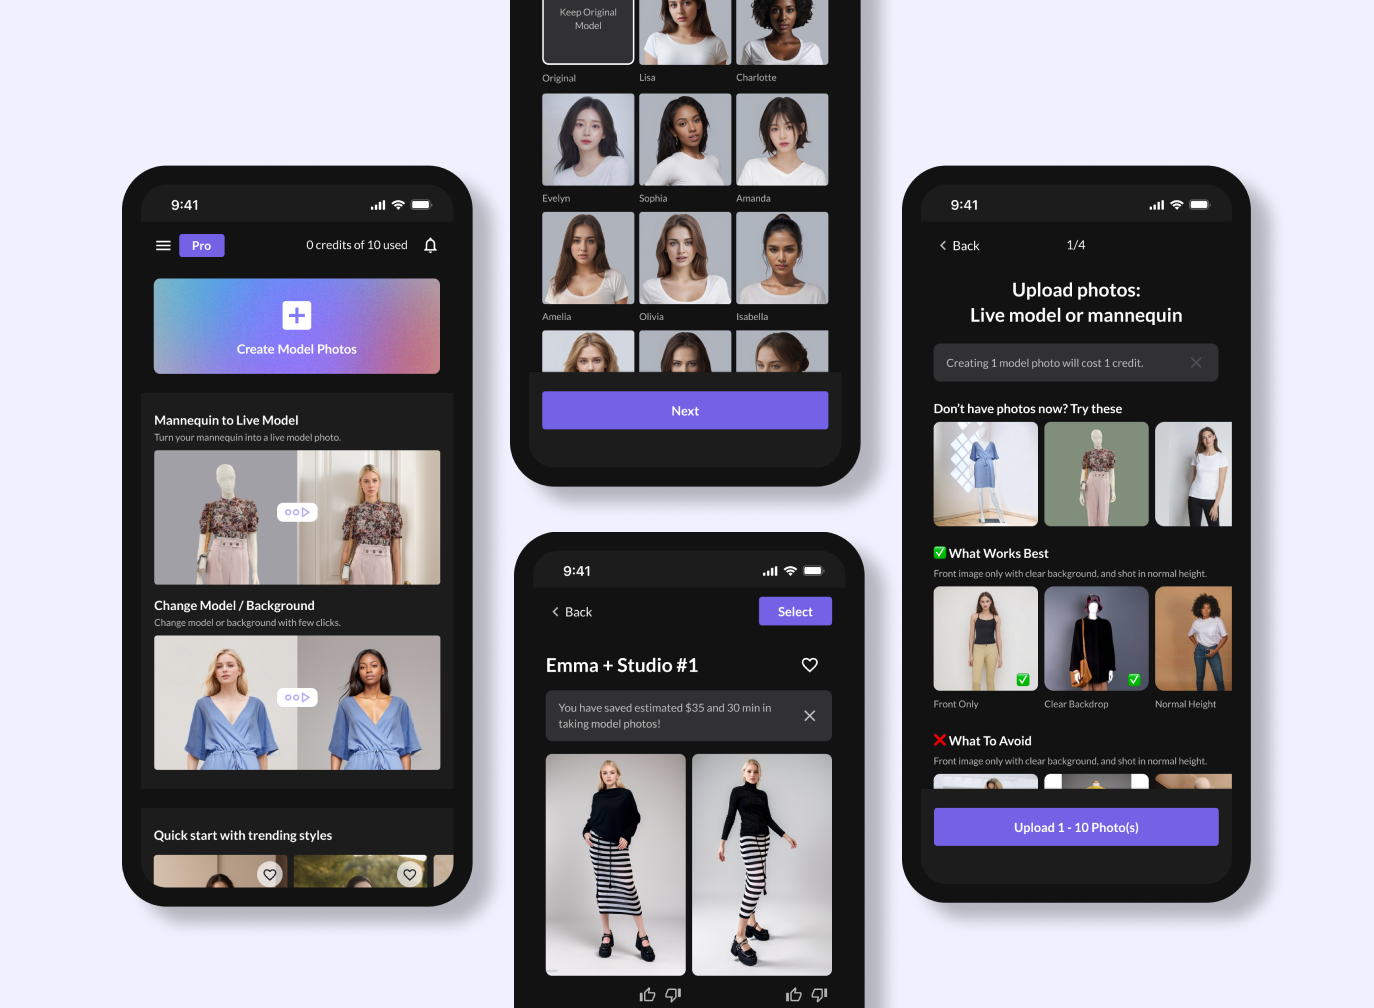 9:41
Pro
0 credits of 10 used
Create Model Photos
Mannequin to Live Model
Turn your mannequin into a live model photo.
Change Model / Background
Change model or background with few clicks.
Quick start with trending styles
Keep Original
Model
Original
Lisa
Charlotte
Evelyn
Sophia
Amanda
Amelia
Olivia
Isabella
Next
9:41
Back
Select
Emma + Studio #1
You have saved estimated $35 and 30 min in
taking model photos!
9:41
Back
1/4
Upload photos:
Live model or mannequin
Creating 1 model photo will cost 1 credit.
Don't have photos now? Try these
What Works Best
Front image only with clear background, and shot in normal height.
Front Only
Clear Backdrop
Normal Height
What To Avoid
Front image only with clear background, and shot in normal height.
Upload 1 - 10 Photo(s)